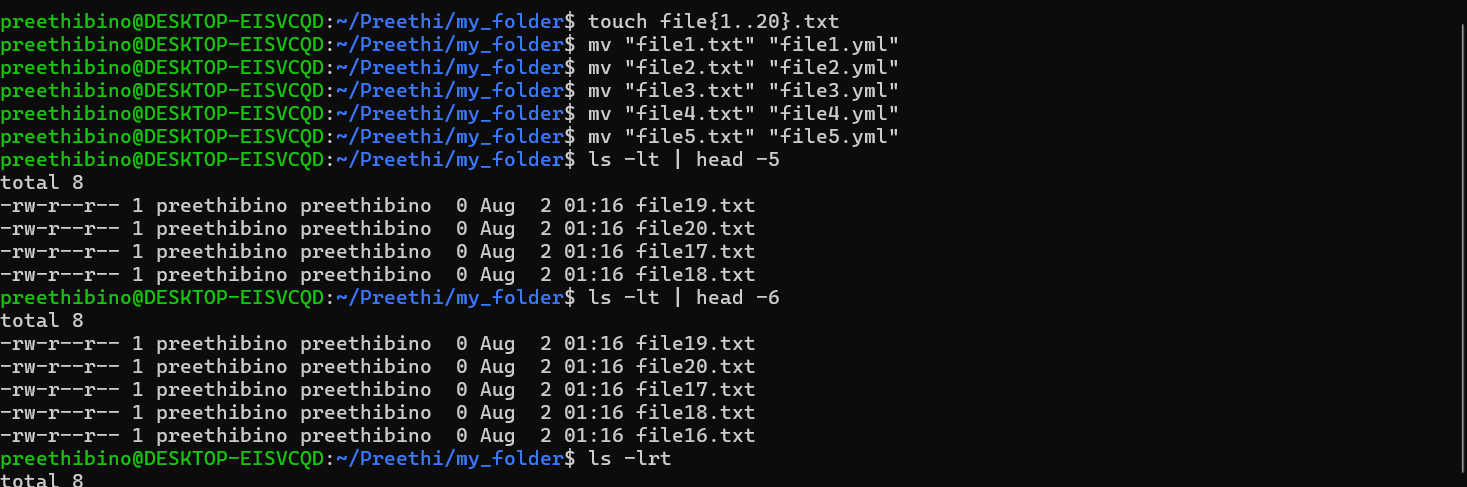 preethibino@DESKTOP-EISVCQD:~/Preethi/my_folder$ touch file{1..20}.txt
preethibino@DESKTOP-EISVCQD:~/Preethi/my_folder$ mv "file1.txt" "file1.yml"
preethibino@DESKTOP-EISVCQD:~/Preethi/my_folder$ mv "file2.txt" "file2.yml"
preethibino@DESKTOP-EISVCQD:~/Preethi/my_folder$ mv "file3.txt" "file3.yml"
preethibino@DESKTOP-EISVCQD:~/Preethi/my_folder$ mv "file4.txt" "file4.yml"
preethibino@DESKTOP-EISVCQD:~/Preethi/my_folder$ mv "file5.txt" "file5.yml"
preethibino@DESKTOP-EISVCQD:~/Preethi/my_folder$ ls -lt | head -5
total 8
-rw-r--r-- 1 preethibino preethibino  0 Aug  2 01:16 file19.txt
-rw-r--r-- 1 preethibino preethibino  0 Aug  2 01:16 file20.txt
-rw-r--r-- 1 preethibino preethibino  0 Aug  2 01:16 file17.txt
-rw-r--r-- 1 preethibino preethibino  0 Aug  2 01:16 file18.txt
preethibino@DESKTOP-EISVCQD:~/Preethi/my_folder$ ls -lt | head -6
total 8
-rw-r--r-- 1 preethibino preethibino  0 Aug  2 01:16 file19.txt
-rw-r--r-- 1 preethibino preethibino  0 Aug  2 01:16 file20.txt
-rw-r--r-- 1 preethibino preethibino  0 Aug  2 01:16 file17.txt
-rw-r--r-- 1 preethibino preethibino  0 Aug  2 01:16 file18.txt
-rw-r--r-- 1 preethibino preethibino  0 Aug  2 01:16 file16.txt
preethibino@DESKTOP-EISVCQD:~/Preethi/my_folder$ ls -lrt
total 8